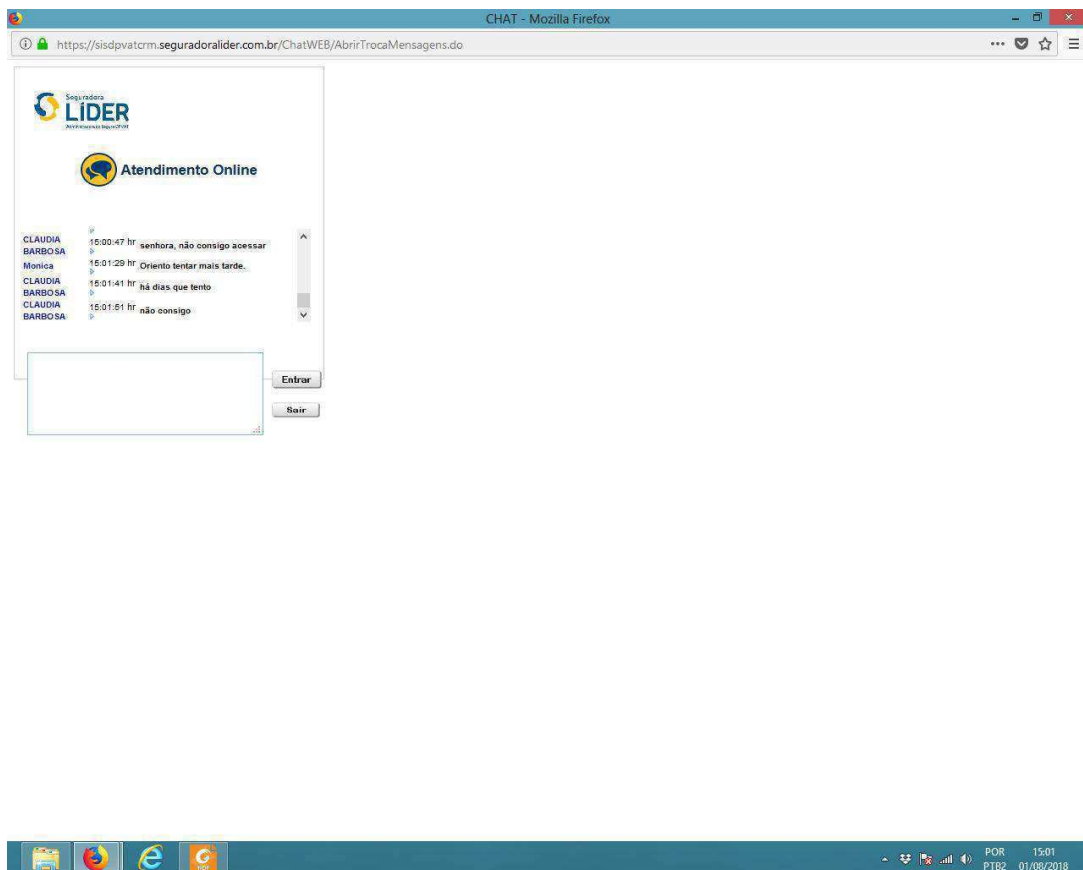 CHAT - Mozilla Firefox
https://sisdpvatcrm.seguradoralider.com.br/ChatWEB/AbrirTrocaMensagens.do
Seguradora
LÍDER
Atendimento Online
CLAUDIA BARBOSA 15:00:47 hr senhora, não consigo acessar
Monica 15:01:29 hr Oriento tentar mais tarde.
CLAUDIA BARBOSA 15:01:41 hr há dias que tento
CLAUDIA BARBOSA 15:01:51 hr não consigo
Entrar
Sair
POR 15:01
PTB2 01/08/2018